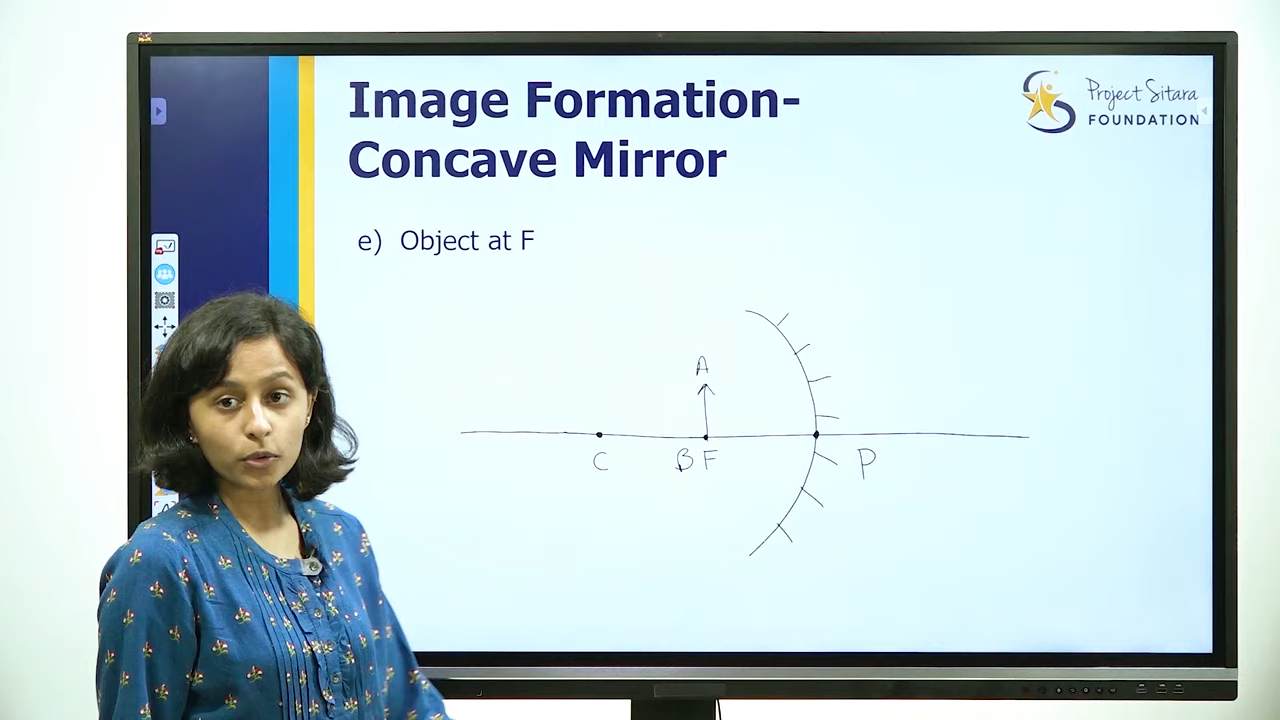 Image Formation-
Concave Mirror
Project Sitara
FOUNDATION
e) Object at F
A
C
B F
P